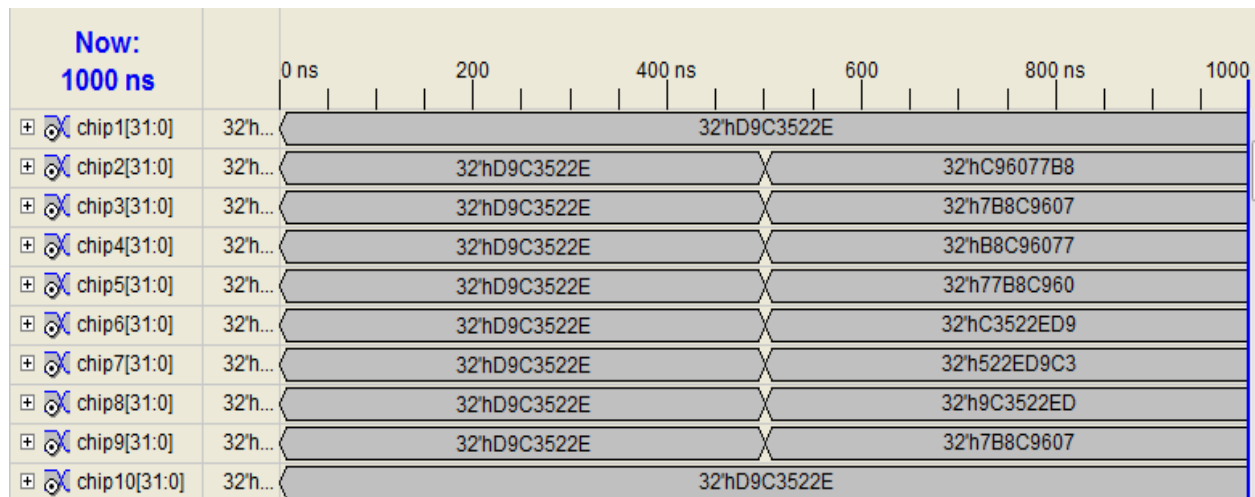 Now:
1000 ns
0 ns 200 400 ns 600 800 ns 1000
chip1[31:0] 32'h... 32'hD9C3522E
chip2[31:0] 32'h... 32'hD9C3522E 32'hC96077B8
chip3[31:0] 32'h... 32'hD9C3522E 32'h7B8C9607
chip4[31:0] 32'h... 32'hD9C3522E 32'hB8C96077
chip5[31:0] 32'h... 32'hD9C3522E 32'h77B8C960
chip6[31:0] 32'h... 32'hD9C3522E 32'hC3522ED9
chip7[31:0] 32'h... 32'hD9C3522E 32'h522ED9C3
chip8[31:0] 32'h... 32'hD9C3522E 32'h9C3522ED
chip9[31:0] 32'h... 32'hD9C3522E 32'h7B8C9607
chip10[31:0] 32'h... 32'hD9C3522E